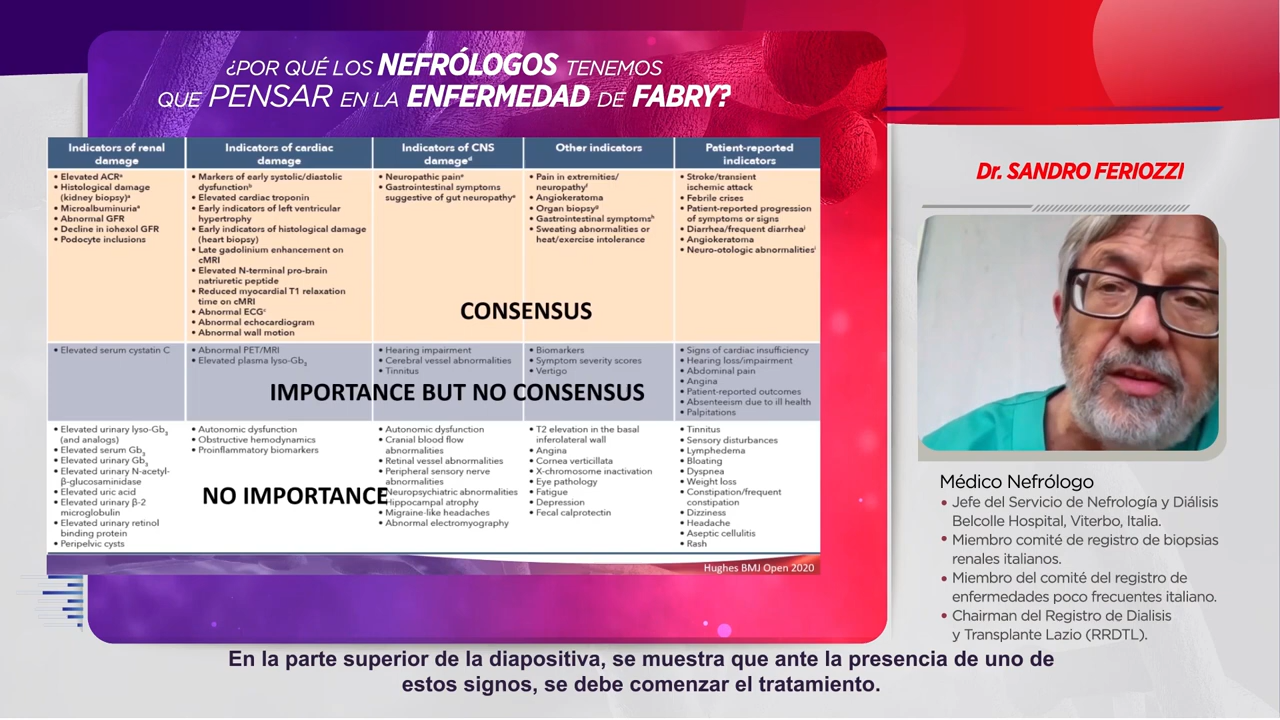 ¿POR QUÉ LOS NEFRÓLOGOS TENEMOS
QUE PENSAR EN LA ENFERMEDAD DE FABRY?
Indicators of renal
damage
• Elevated ACRᵃ
• Histological damage
(kidney biopsy)ᵃ
• Microalbuminuriaᵃ
• Abnormal GFR
• Decline in iohexol GFR
• Podocyte inclusions
• Elevated serum cystatin C
• Elevated urinary lyso-Gb₃
(and analogs)
• Elevated serum Gb₃
• Elevated urinary Gb₃
• Elevated urinary N-acetyl-
β-glucosaminidase
• Elevated uric acid
• Elevated urinary β-2
microglobulin
• Elevated urinary retinol
binding protein
• Peripelvic cysts
Indicators of cardiac
damage
• Markers of early systolic/diastolic
dysfunctionᵇ
• Elevated cardiac troponin
• Early indicators of left ventricular
hypertrophy
• Early indicators of histological damage
(heart biopsy)
• Late gadolinium enhancement on
cMRI
• Elevated N-terminal pro-brain
natriuretic peptide
• Reduced myocardial T1 relaxation
time on cMRI
• Abnormal ECGᶜ
• Abnormal echocardiogram
• Abnormal wall motion
• Abnormal PET/MRI
• Elevated plasma lyso-Gb₃
• Autonomic dysfunction
• Obstructive hemodynamics
• Proinflammatory biomarkers
Indicators of CNS
damageᵈ
• Neuropathic painᵉ
• Gastrointestinal symptoms
suggestive of gut neuropathyᵉ
• Hearing impairment
• Cerebral vessel abnormalities
• Tinnitus
• Autonomic dysfunction
• Cranial blood flow
abnormalities
• Retinal vessel abnormalities
• Peripheral sensory nerve
abnormalities
• Neuropsychiatric abnormalities
• Hippocampal atrophy
• Migraine-like headaches
• Abnormal electromyography
Other indicators
• Pain in extremities/
neuropathyᶠ
• Angiokeratoma
• Organ biopsyᵍ
• Gastrointestinal symptomsʰ
• Sweating abnormalities or
heat/exercise intolerance
• Biomarkers
• Symptom severity scores
• Vertigo
• T2 elevation in the basal
inferolateral wall
• Angina
• Cornea verticillata
• X-chromosome inactivation
• Eye pathology
• Fatigue
• Depression
• Fecal calprotectin
Patient-reported
indicators
• Stroke/transient
ischemic attack
• Febrile crises
• Patient-reported progression
of symptoms or signs
• Diarrhea/frequent diarrheaⁱ
• Angiokeratoma
• Neuro-otologic abnormalitiesⁱ
• Signs of cardiac insufficiency
• Hearing loss/impairment
• Abdominal pain
• Angina
• Patient-reported outcomes
• Absenteeism due to ill health
• Palpitations
• Tinnitus
• Sensory disturbances
• Lymphedema
• Bloating
• Dyspnea
• Weight loss
• Constipation/frequent
constipation
• Dizziness
• Headache
• Aseptic cellulitis
• Rash
CONSENSUS
IMPORTANCE BUT NO CONSENSUS
NO IMPORTANCE
Hughes BMJ Open 2020
Dr. SANDRO FERIOZZI
Médico Nefrólogo
• Jefe del Servicio de Nefrología y Diálisis
Belcolle Hospital, Viterbo, Italia.
• Miembro comité de registro de biopsias
renales italianos.
• Miembro del comité del registro de
enfermedades poco frecuentes italiano.
• Chairman del Registro de Dialisis
y Transplante Lazio (RRDTL).
En la parte superior de la diapositiva, se muestra que ante la presencia de uno de
estos signos, se debe comenzar el tratamiento.